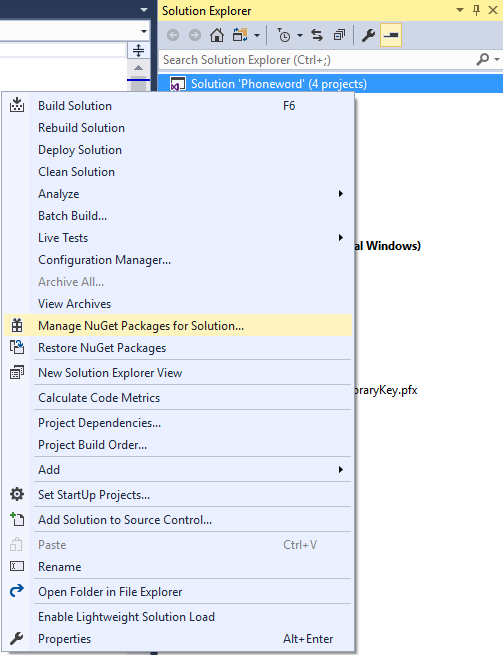 Solution Explorer
Search Solution Explorer (Ctrl+;)
Solution 'Phoneword' (4 projects)
Build Solution F6
Rebuild Solution
Deploy Solution
Clean Solution
Analyze
Batch Build...
Live Tests
al Windows)
Configuration Manager...
Archive All...
View Archives
Manage NuGet Packages for Solution...
Restore NuGet Packages
New Solution Explorer View
oraryKey.pfx
Calculate Code Metrics
Project Dependencies...
Project Build Order...
Add
Set StartUp Projects...
Add Solution to Source Control...
Paste Ctrl+V
Rename
Open Folder in File Explorer
Enable Lightweight Solution Load
Properties Alt+Enter